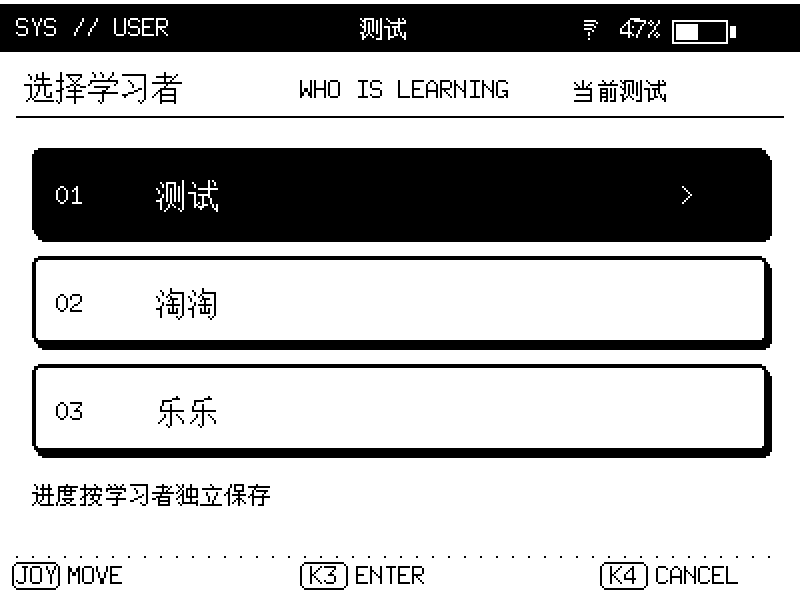 SYS // USER 测试 47%
选择学习者 WHO IS LEARNING 当前测试
01 测试 >
02 淘淘
03 乐乐
进度按学习者独立保存
JOY MOVE K3 ENTER K4 CANCEL